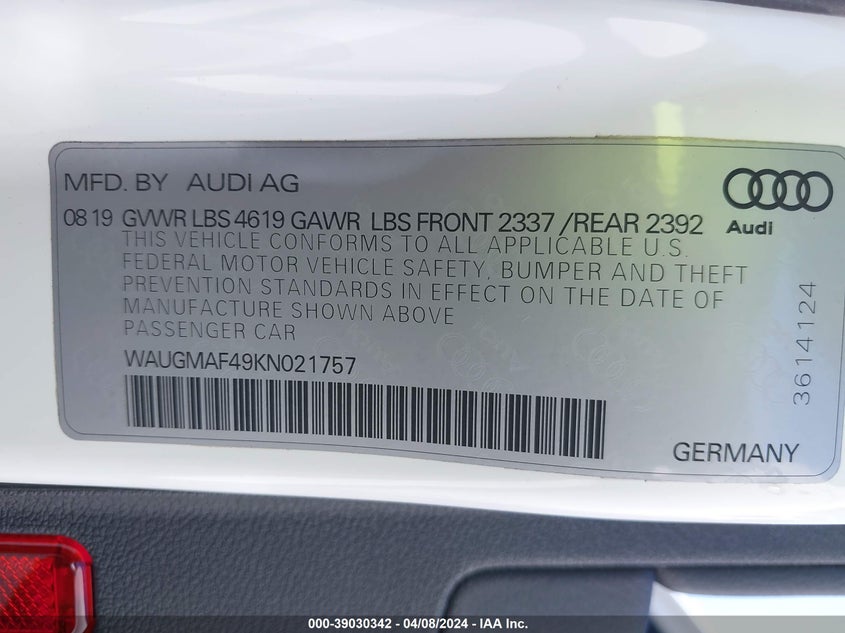 MFD. BY AUDI AG
08 19 GVWR LBS 4619 GAWR LBS FRONT 2337 / REAR 2392
THIS VEHICLE CONFORMS TO ALL APPLICABLE U.S.
FEDERAL MOTOR VEHICLE SAFETY, BUMPER AND THEFT
PREVENTION STANDARDS IN EFFECT ON THE DATE OF
MANUFACTURE SHOWN ABOVE
PASSENGER CAR
WAUGMAF49KN021757
Audi
3614124
GERMANY
000-39030342 - 04/08/2024 - IAA Inc.